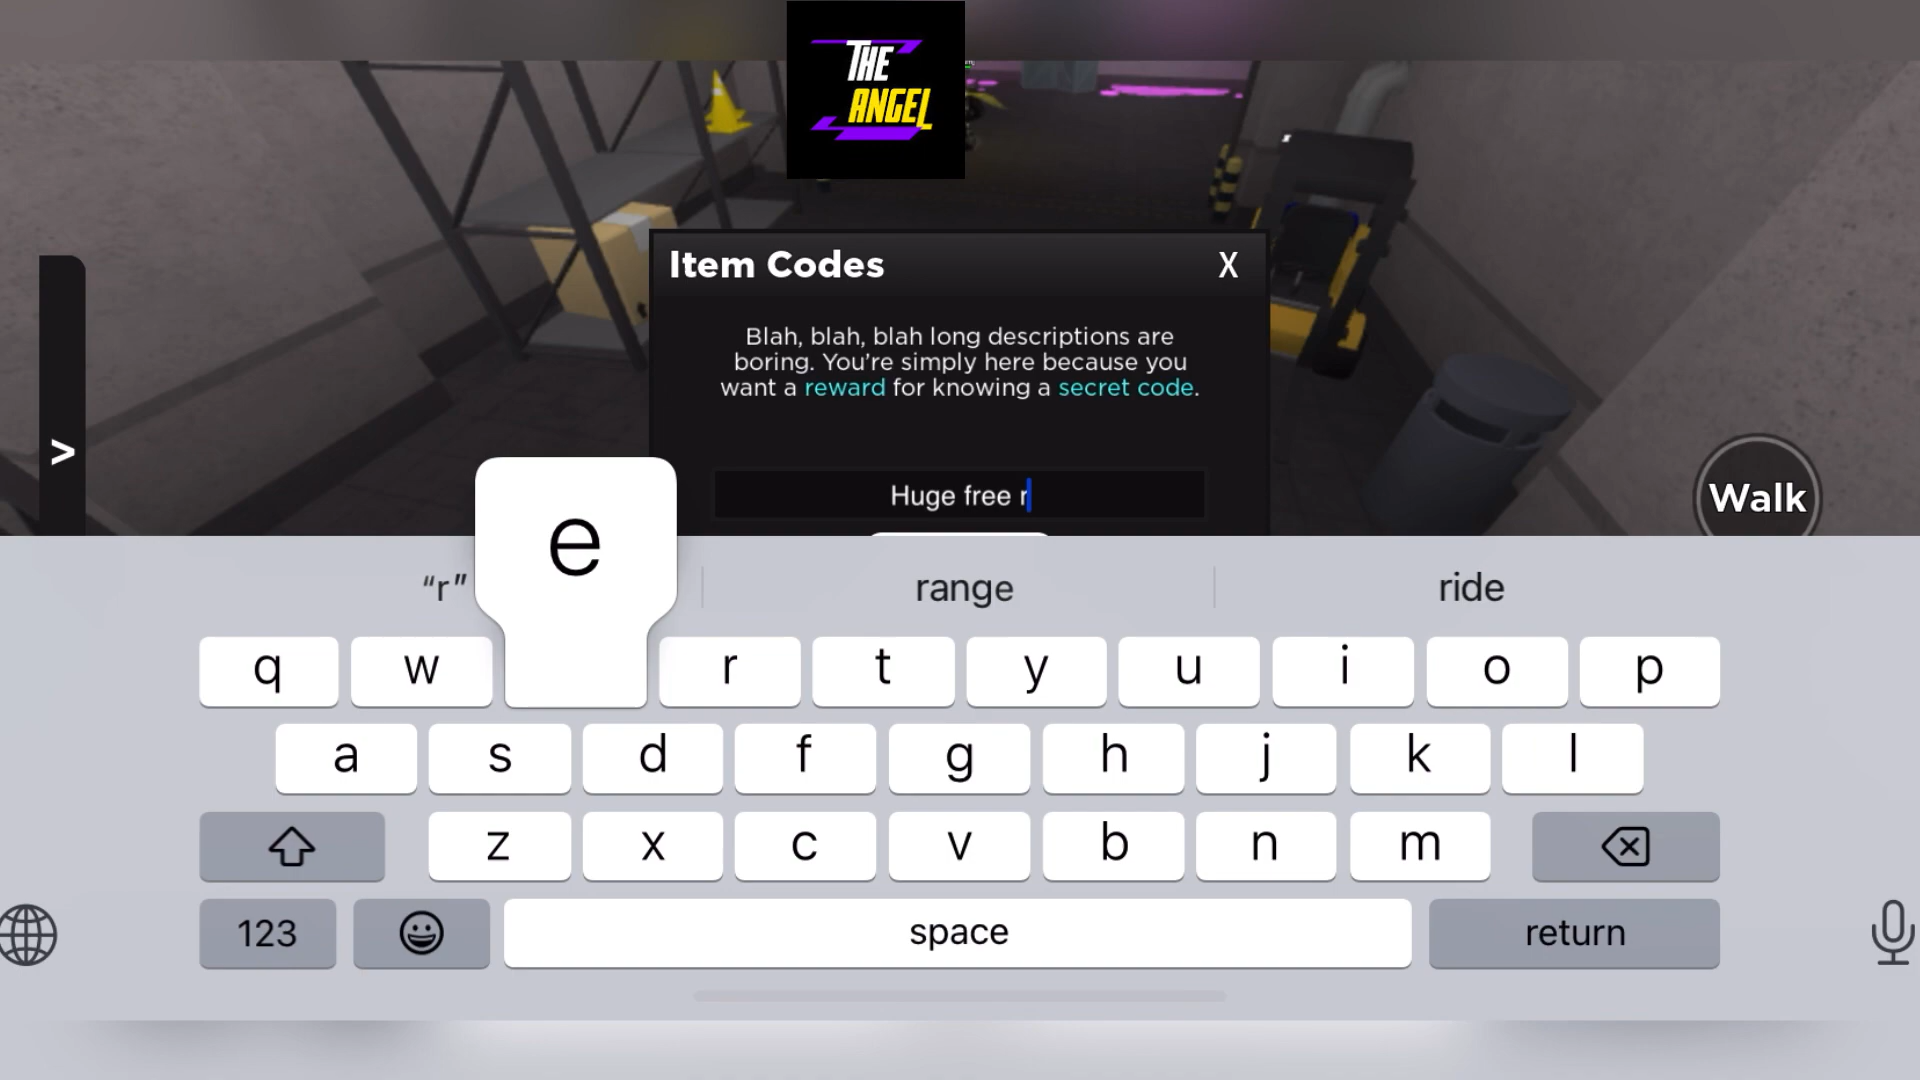 THE
ANGEL
Item Codes
X
Blah, blah, blah long descriptions are
boring. You're simply here because you
want a reward for knowing a secret code.
>
Huge free r
Walk
e
“r”
range
ride
q w r t y u i o p
a s d f g h j k l
z x c v b n m
123
space
return